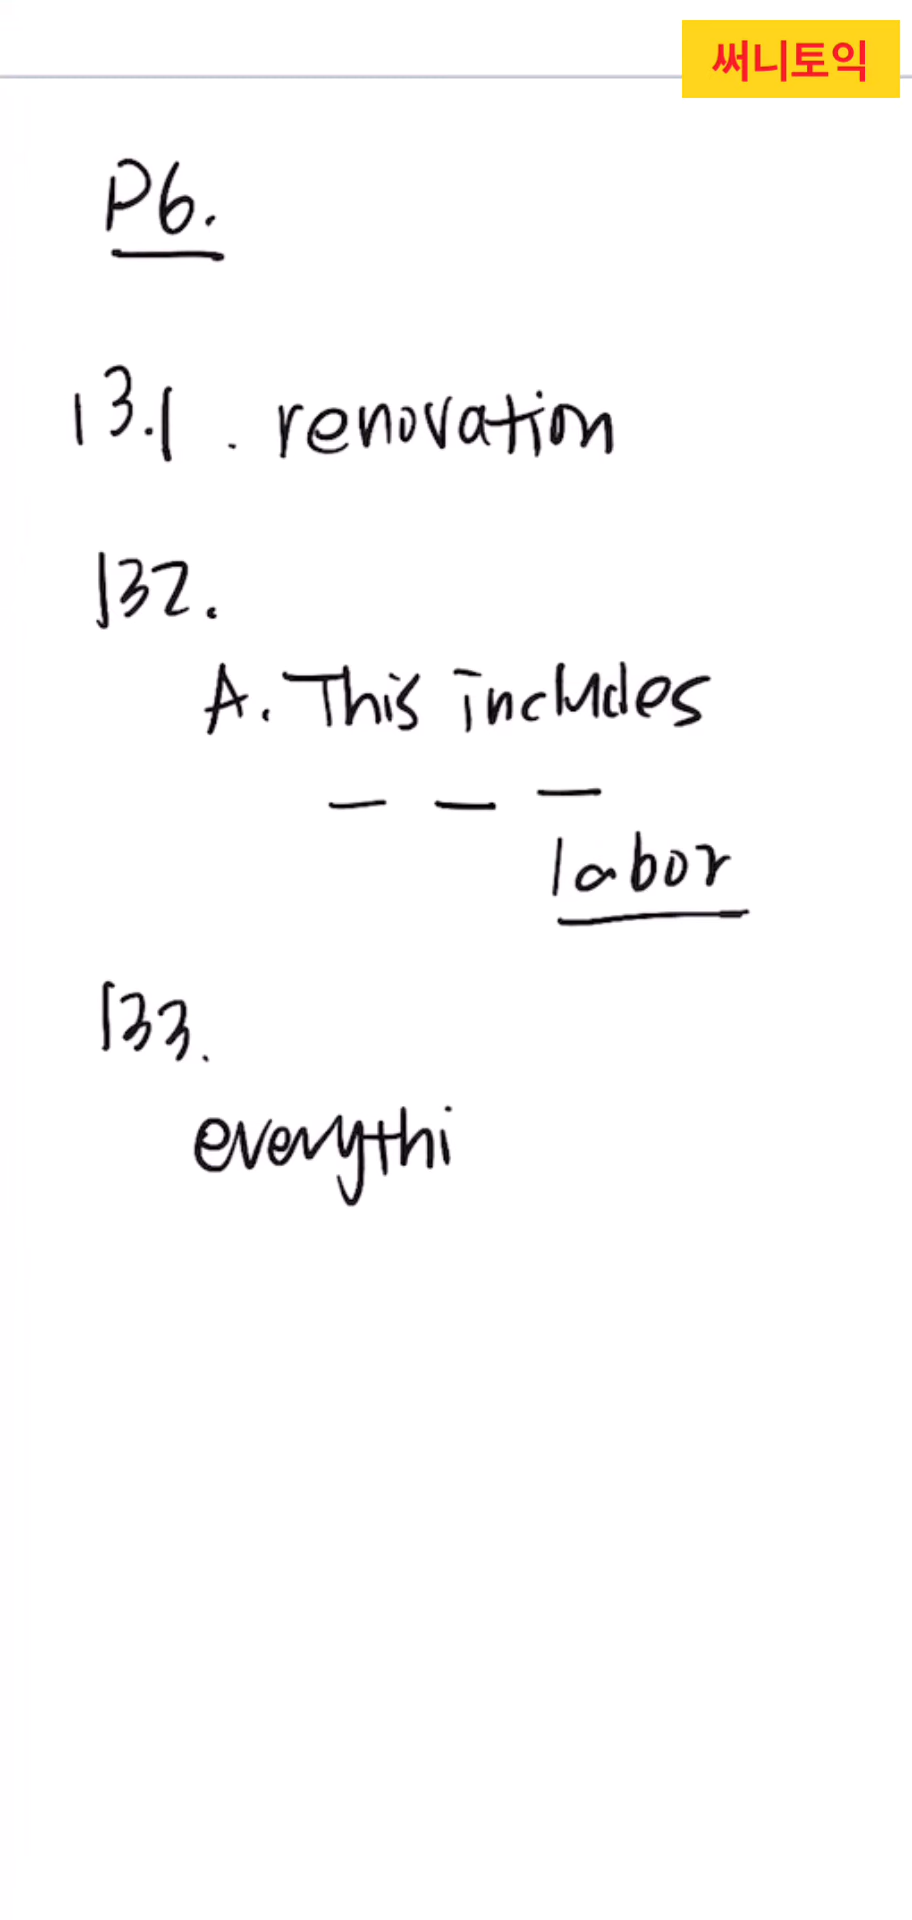 써니토익
P6.
131. renovation
132.
A. This includes
— — —
labor
133.
everythi